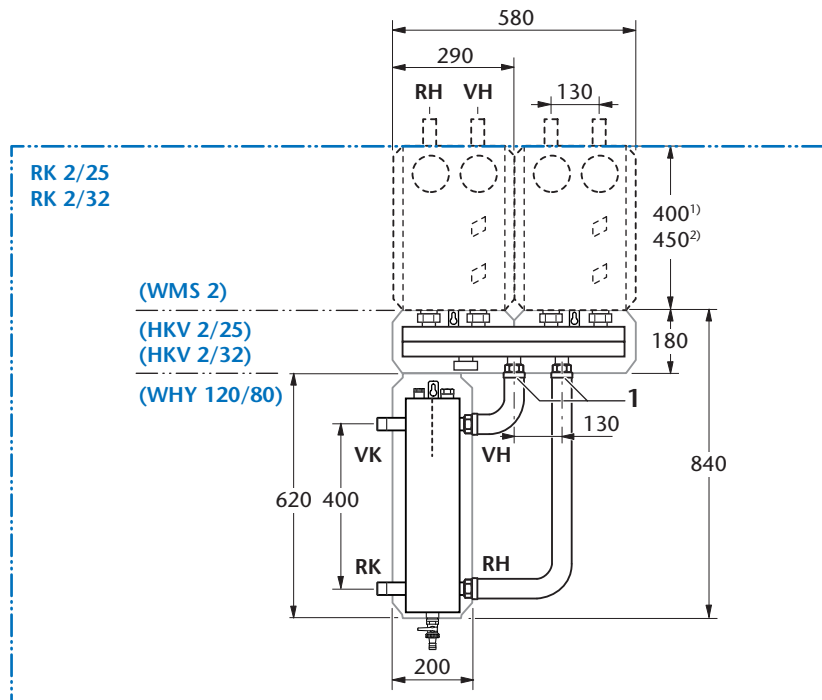 580
290
RH VH
130
RK 2/25
RK 2/32
400¹⁾
450²⁾
(WMS 2)
(HKV 2/25)
180
(HKV 2/32)
(WHY 120/80)
1
130
VK
VH
840
620
400
RK
RH
200